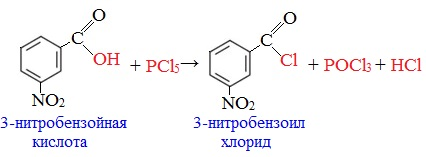 O O
C C
OH + PCl5 → Cl + POCl3 + HCl
NO2 NO2
3-нитробензойная 3-нитробензоил
кислота хлорид